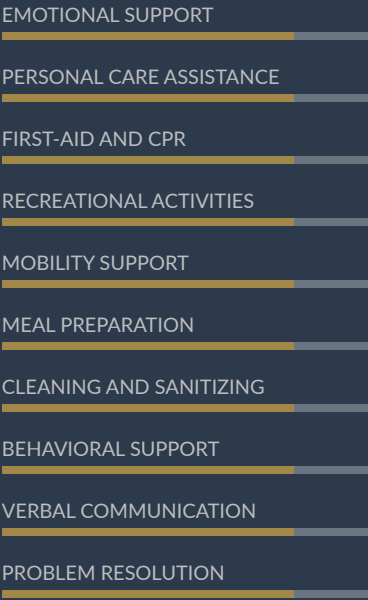 EMOTIONAL SUPPORT
PERSONAL CARE ASSISTANCE
FIRST-AID AND CPR
RECREATIONAL ACTIVITIES
MOBILITY SUPPORT
MEAL PREPARATION
CLEANING AND SANITIZING
BEHAVIORAL SUPPORT
VERBAL COMMUNICATION
PROBLEM RESOLUTION